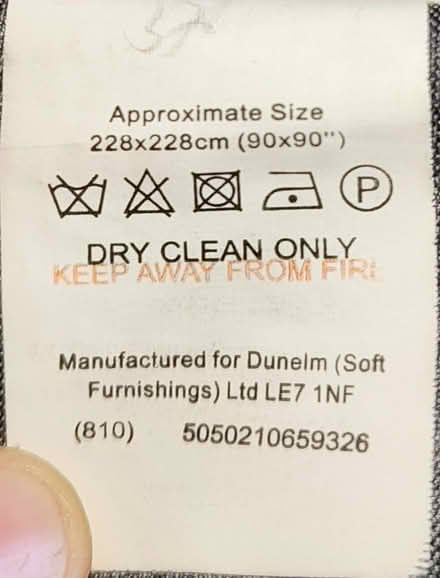 Approximate Size
228x228cm (90x90")
P
DRY CLEAN ONLY
KEEP AWAY FROM FIRE
Manufactured for Dunelm (Soft
Furnishings) Ltd LE7 1NF
(810) 5050210659326